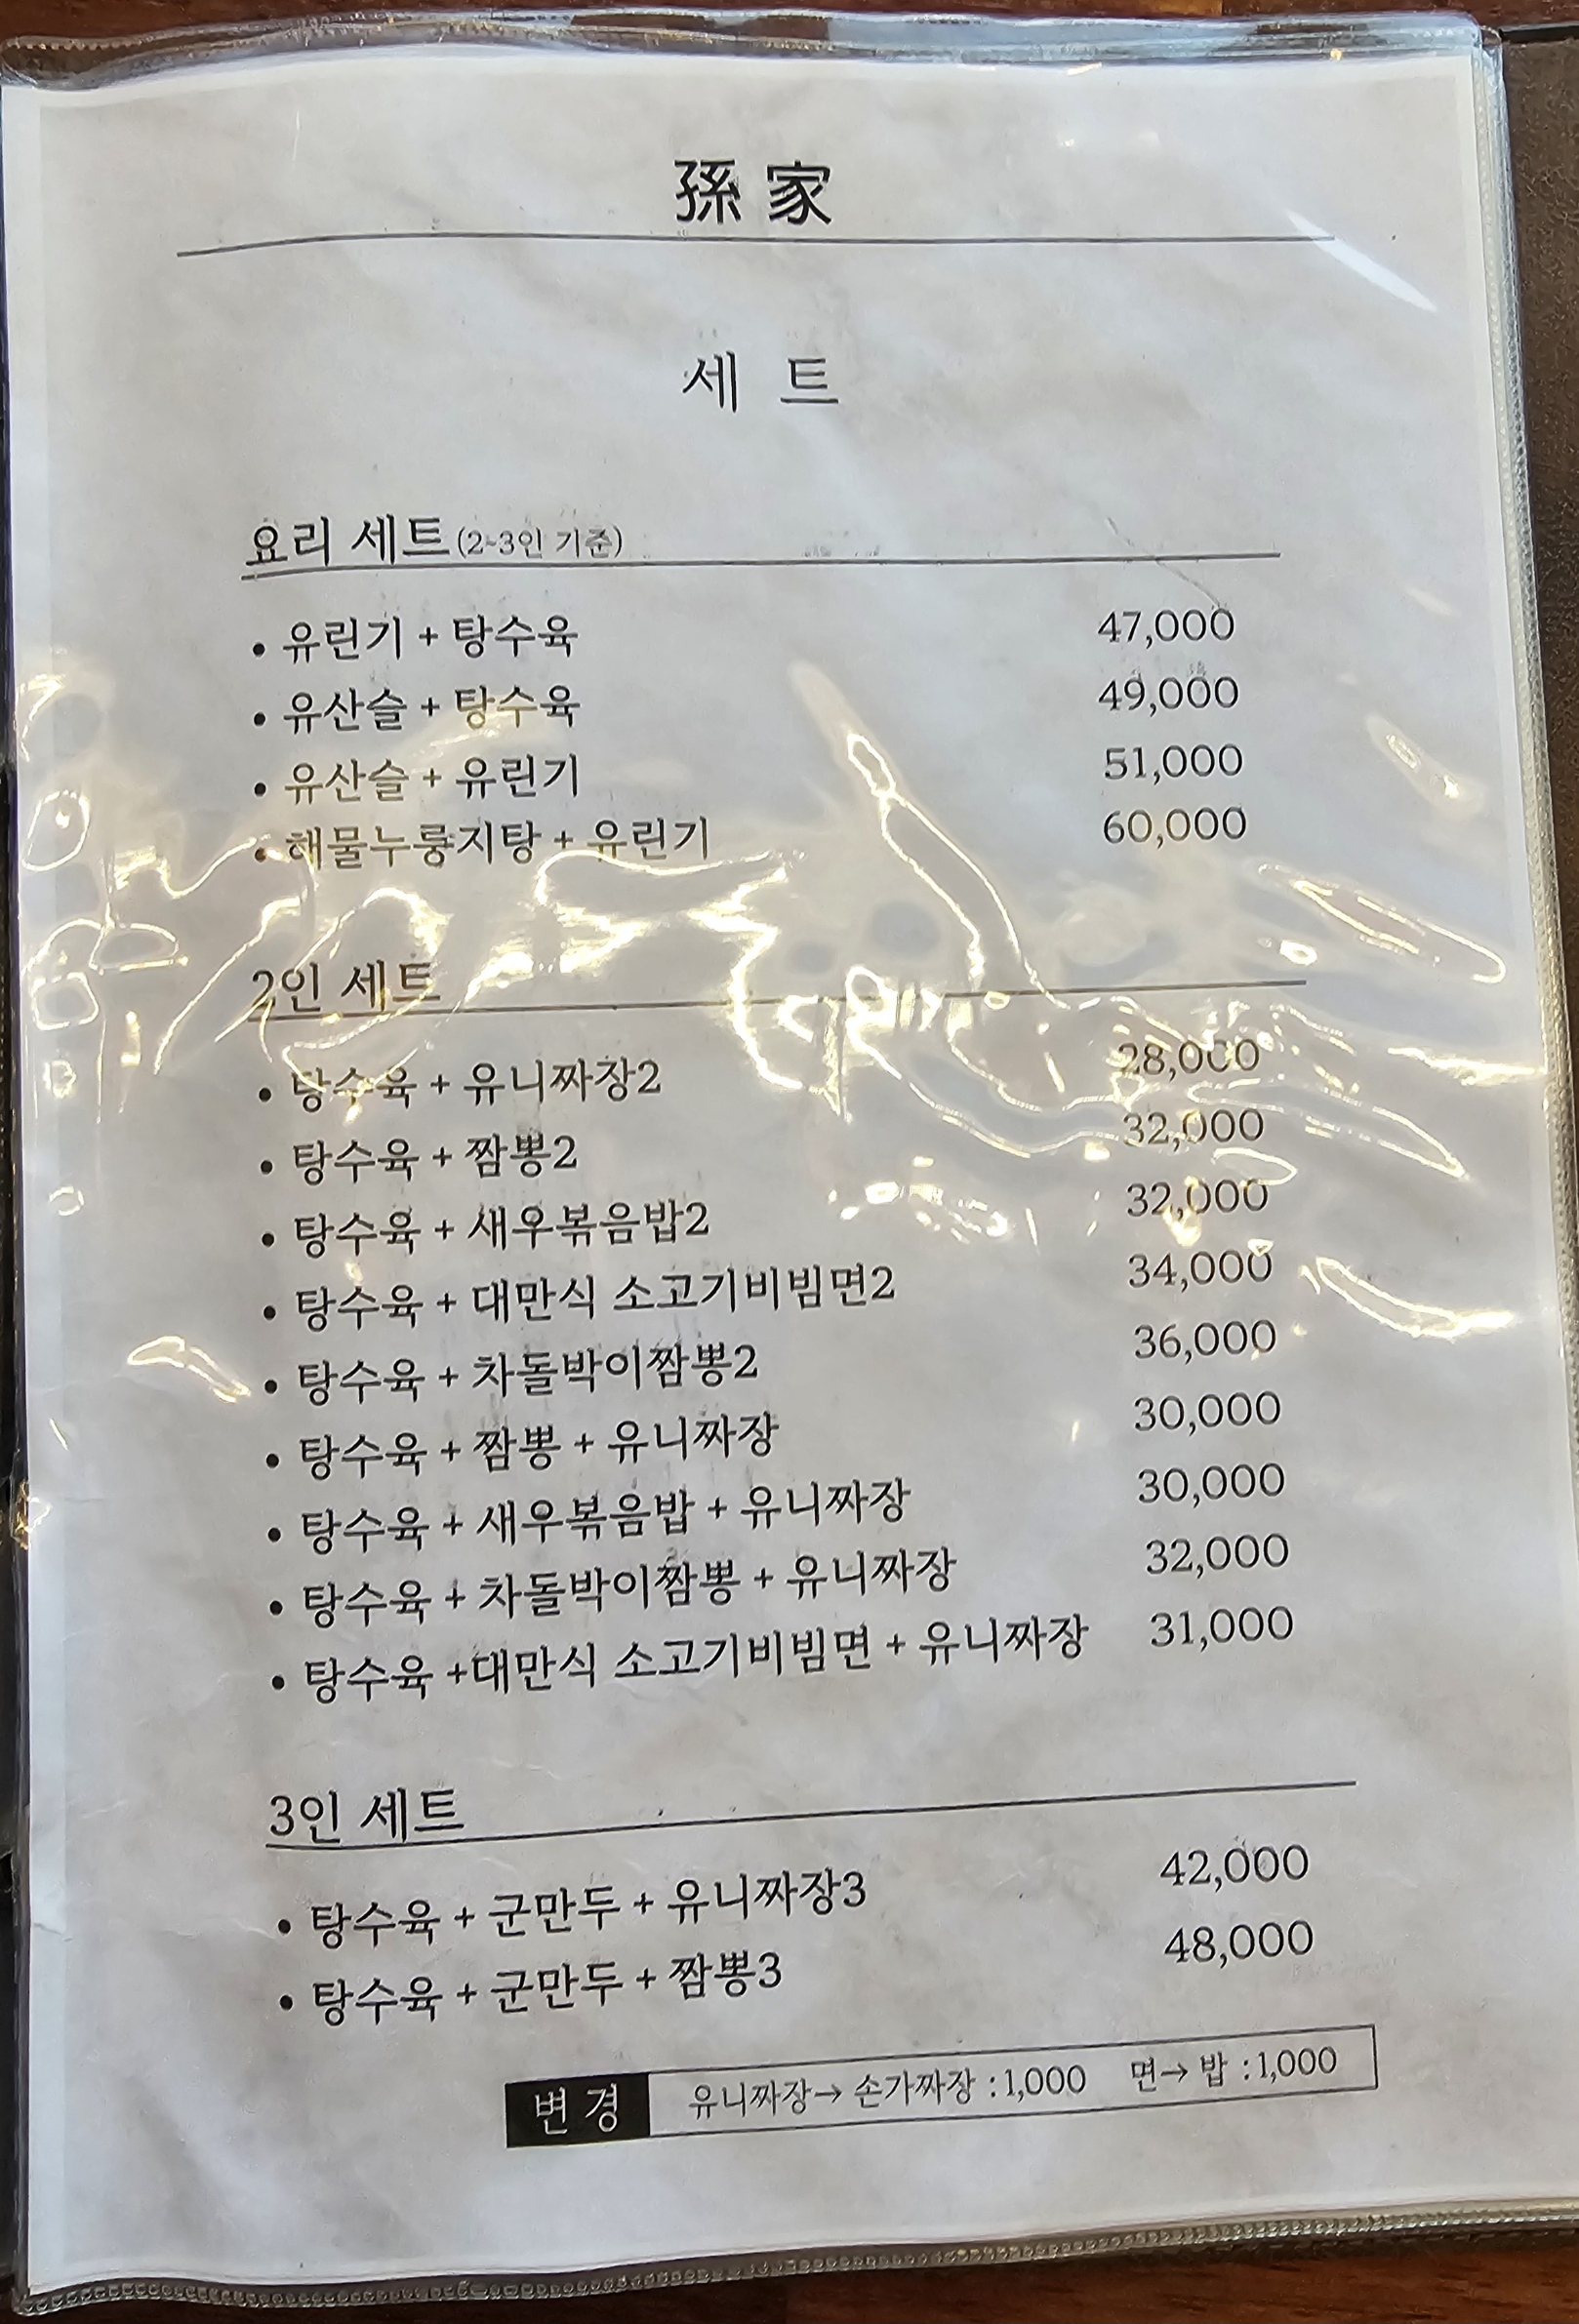 孫家
세 트
요리 세트(2~3인 기준)
• 유린기 + 탕수육 47,000
• 유산슬 + 탕수육 49,000
• 유산슬 + 유린기 51,000
• 해물누룽지탕 + 유린기 60,000
2인 세트
• 탕수육 + 유니짜장2 28,000
• 탕수육 + 짬뽕2 32,000
• 탕수육 + 새우볶음밥2 32,000
• 탕수육 + 대만식 소고기비빔면2 34,000
• 탕수육 + 차돌박이짬뽕2 36,000
• 탕수육 + 짬뽕 + 유니짜장 30,000
• 탕수육 + 새우볶음밥 + 유니짜장 30,000
• 탕수육 + 차돌박이짬뽕 + 유니짜장 32,000
• 탕수육 +대만식 소고기비빔면 + 유니짜장 31,000
3인 세트
• 탕수육 + 군만두 + 유니짜장3 42,000
• 탕수육 + 군만두 + 짬뽕3 48,000
변 경 유니짜장→ 손가짜장 :1,000 면→ 밥 :1,000